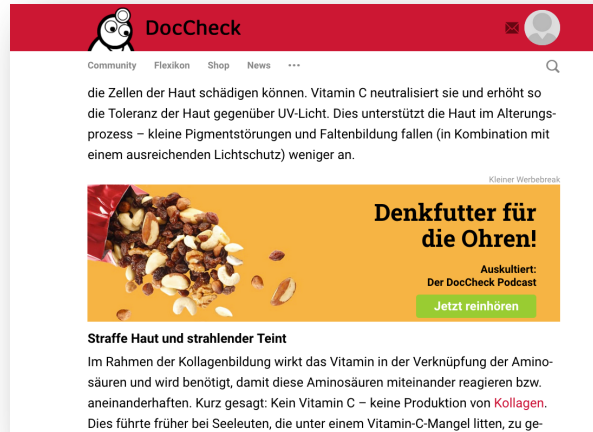 DocCheck
Community Flexikon Shop News ···
die Zellen der Haut schädigen können. Vitamin C neutralisiert sie und erhöht so
die Toleranz der Haut gegenüber UV-Licht. Dies unterstützt die Haut im Alterungs-
prozess – kleine Pigmentstörungen und Faltenbildung fallen (in Kombination mit
einem ausreichenden Lichtschutz) weniger an.
Kleiner Werbebreak
Denkfutter für
die Ohren!
Auskultiert:
Der DocCheck Podcast
Jetzt reinhören
Straffe Haut und strahlender Teint
Im Rahmen der Kollagenbildung wirkt das Vitamin in der Verknüpfung der Amino-
säuren und wird benötigt, damit diese Aminosäuren miteinander reagieren bzw.
aneinanderhaften. Kurz gesagt: Kein Vitamin C – keine Produktion von Kollagen.
Dies führte früher bei Seeleuten, die unter einem Vitamin-C-Mangel litten, zu ge-